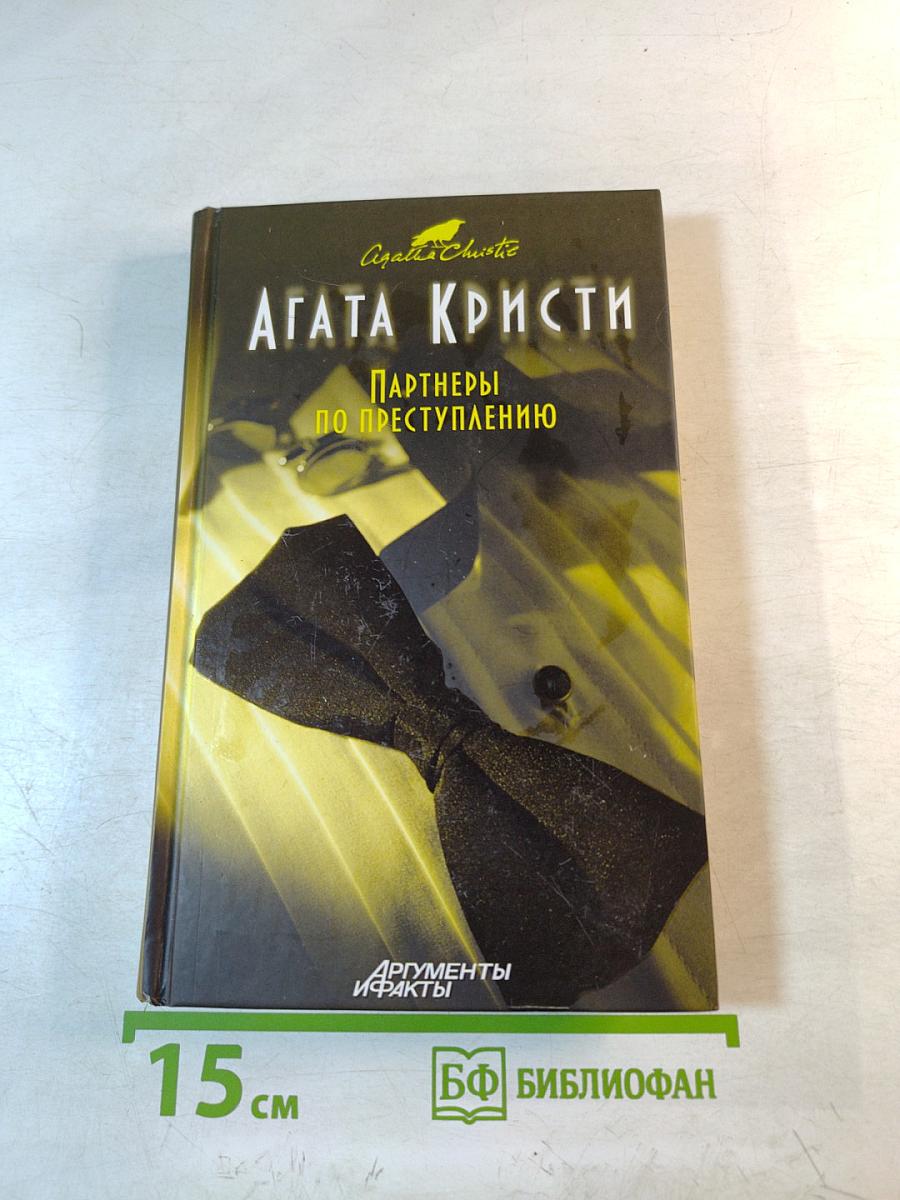 Agatha Christie
АГАТА КРИСТИ
ПАРТНЕРЫ
ПО ПРЕСТУПЛЕНИЮ
АРГУМЕНТЫ
И ФАКТЫ
15 см
БФ БИБЛИОФАН